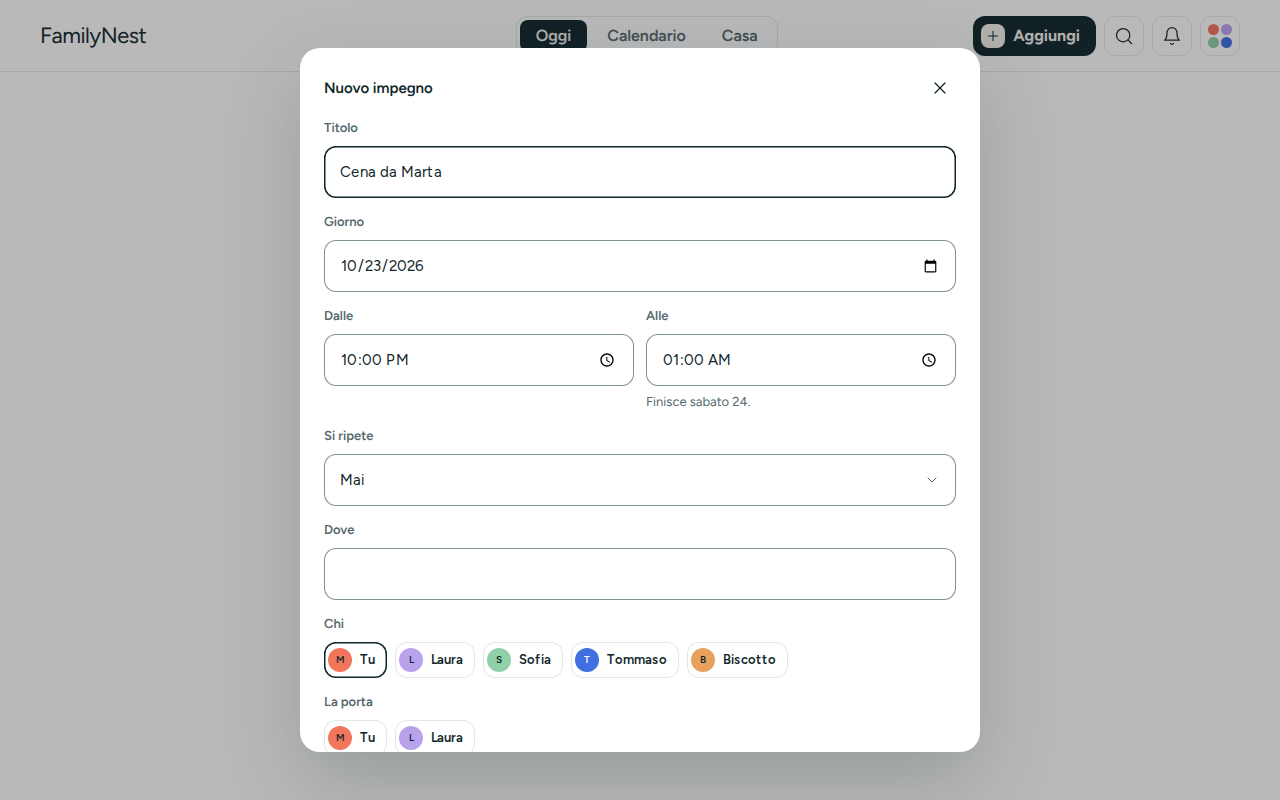 FamilyNest
Oggi Calendario Casa
Aggiungi
Nuovo impegno
Titolo
Cena da Marta
Giorno
10/23/2026
Dalle Alle
10:00 PM 01:00 AM
Finisce sabato 24.
Si ripete
Mai
Dove
Chi
M Tu L Laura S Sofia T Tommaso B Biscotto
La porta
M Tu L Laura